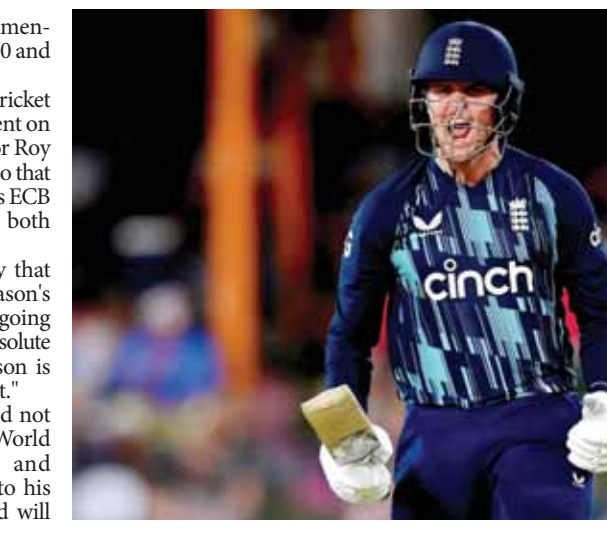 men-
0 and
ricket
ent on
or Roy
o that
s ECB
both
y that
ason's
going
solute
son is
t."
d not
World
and
to his
d will
cinch